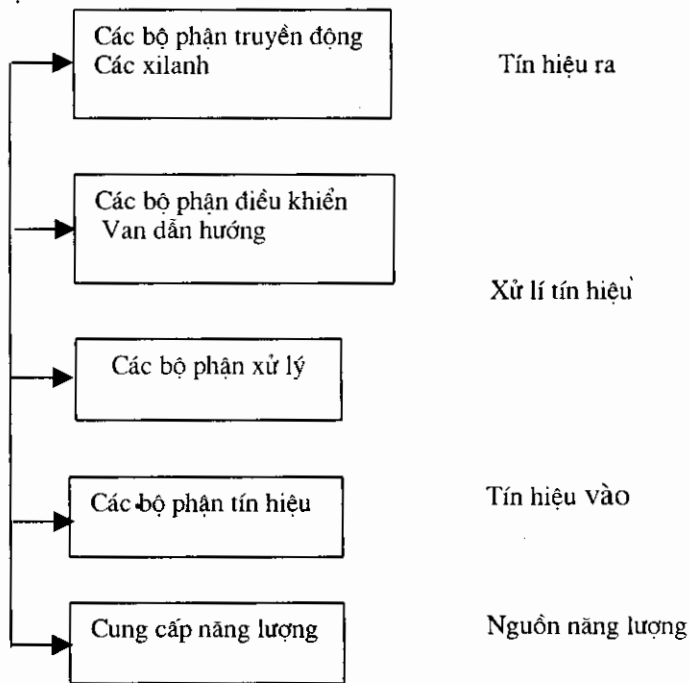 Các bộ phận truyền động
Các xilanh
Tín hiệu ra
Các bộ phận điều khiển
Van dẫn hướng
Xử lí tín hiệu
Các bộ phận xử lý
Các bộ phận tín hiệu
Tín hiệu vào
Cung cấp năng lượng
Nguồn năng lượng